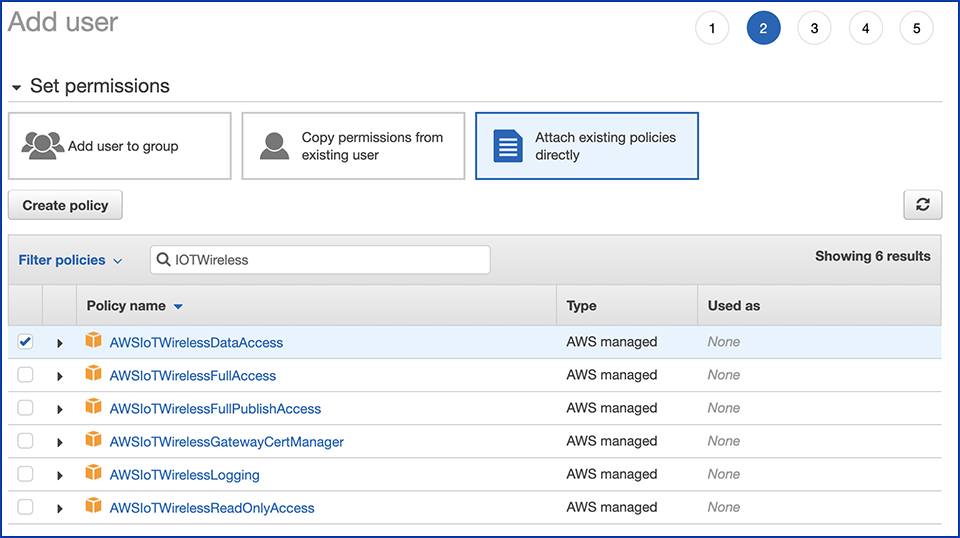 Add user
1 2 3 4 5
Set permissions
Add user to group
Copy permissions from
existing user
Attach existing policies
directly
Create policy
Filter policies
IOTWireless
Showing 6 results
Policy name Type Used as
AWSIoTWirelessDataAccess AWS managed None
AWSIoTWirelessFullAccess AWS managed None
AWSIoTWirelessFullPublishAccess AWS managed None
AWSIoTWirelessGatewayCertManager AWS managed None
AWSIoTWirelessLogging AWS managed None
AWSIoTWirelessReadOnlyAccess AWS managed None